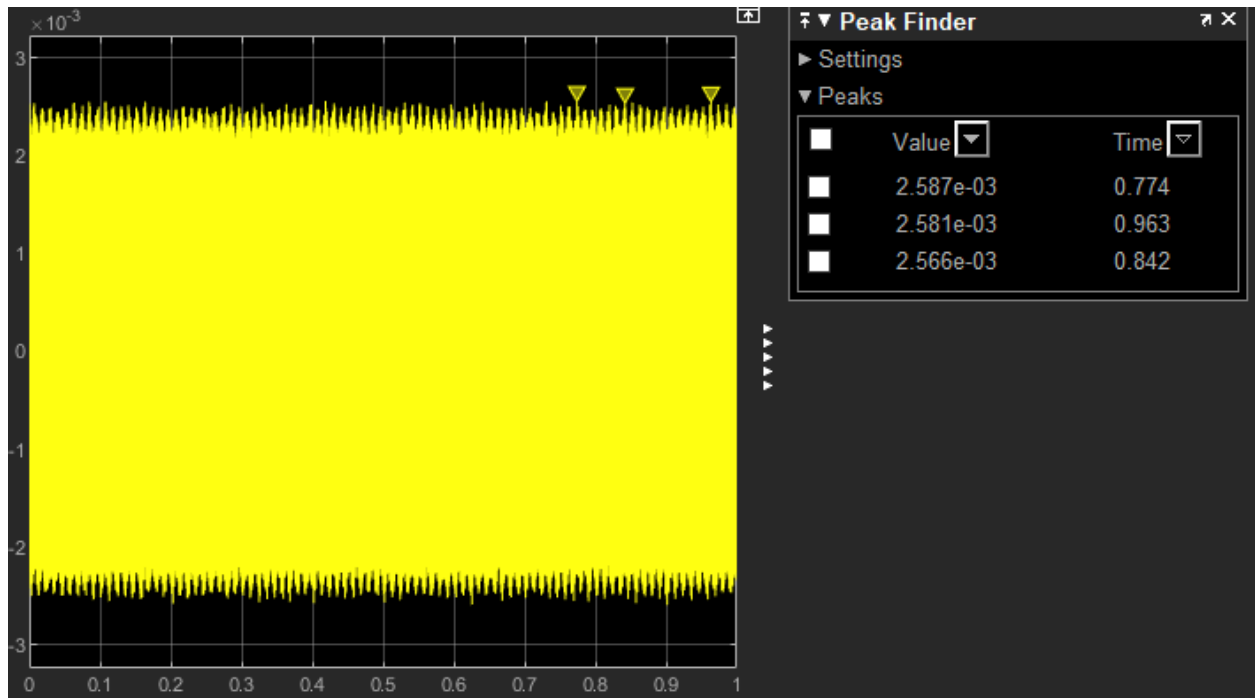 ×10⁻³
3
2
1
0
-1
-2
-3
0 0.1 0.2 0.3 0.4 0.5 0.6 0.7 0.8 0.9 1
Peak Finder
Settings
Peaks
Value Time
2.587e-03 0.774
2.581e-03 0.963
2.566e-03 0.842